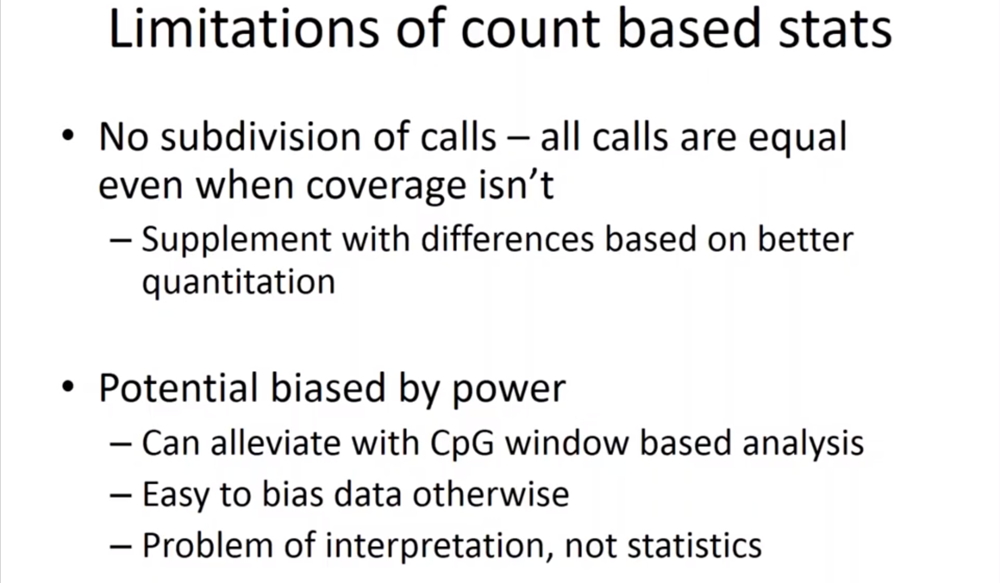 Limitations of count based stats
• No subdivision of calls – all calls are equal
even when coverage isn’t
– Supplement with differences based on better
quantitation
• Potential biased by power
– Can alleviate with CpG window based analysis
– Easy to bias data otherwise
– Problem of interpretation, not statistics